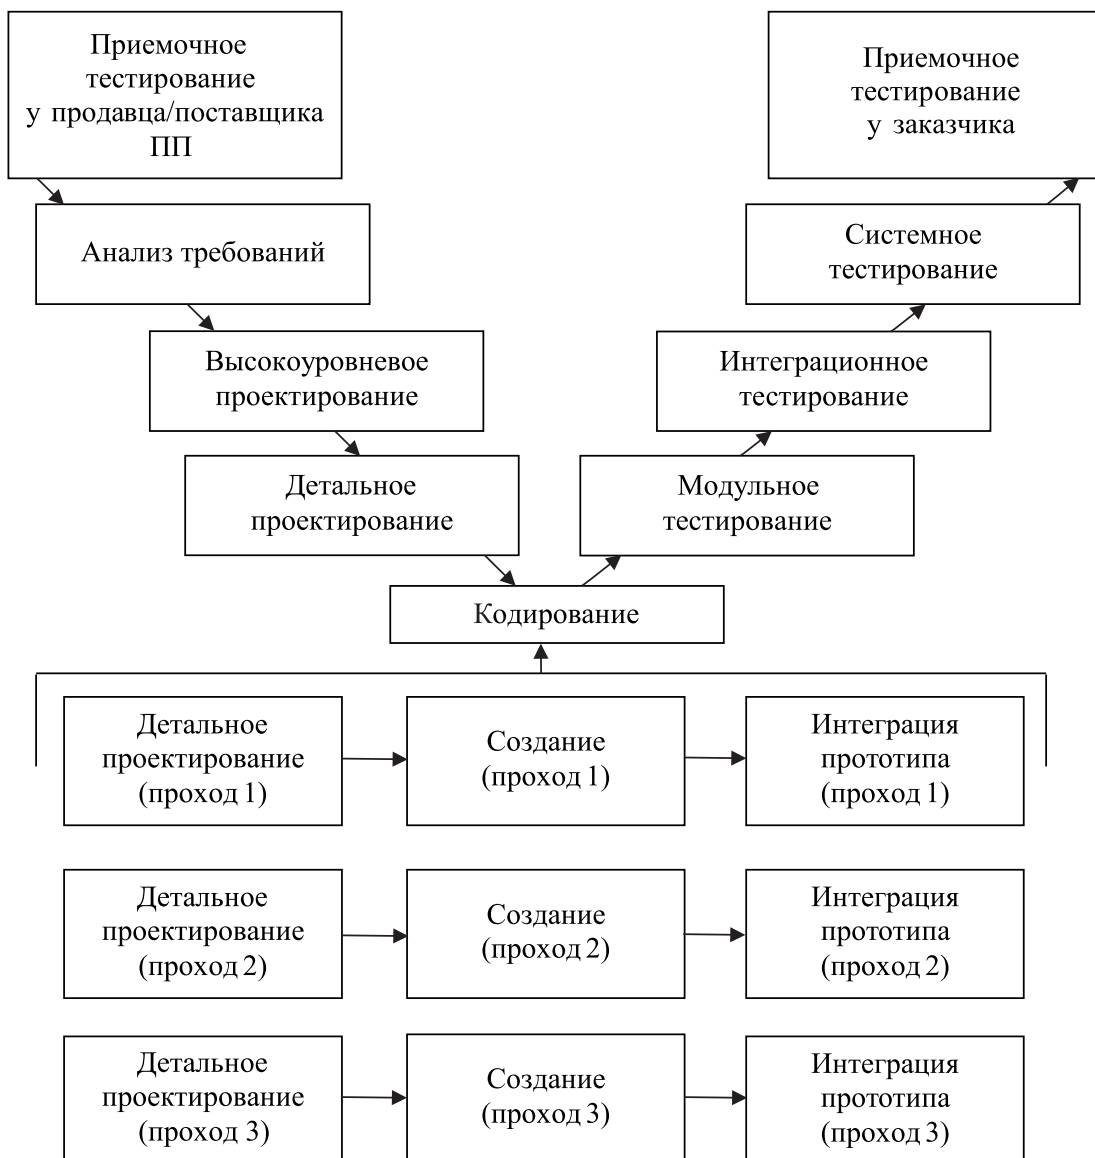 Приемочное
тестирование
у продавца/поставщика
ПП
Приемочное
тестирование
у заказчика
Анализ требований
Системное
тестирование
Высокоуровневое
проектирование
Интеграционное
тестирование
Детальное
проектирование
Модульное
тестирование
Кодирование
Детальное
проектирование
(проход 1)
Создание
(проход 1)
Интеграция
прототипа
(проход 1)
Детальное
проектирование
(проход 2)
Создание
(проход 2)
Интеграция
прототипа
(проход 2)
Детальное
проектирование
(проход 3)
Создание
(проход 3)
Интеграция
прототипа
(проход 3)